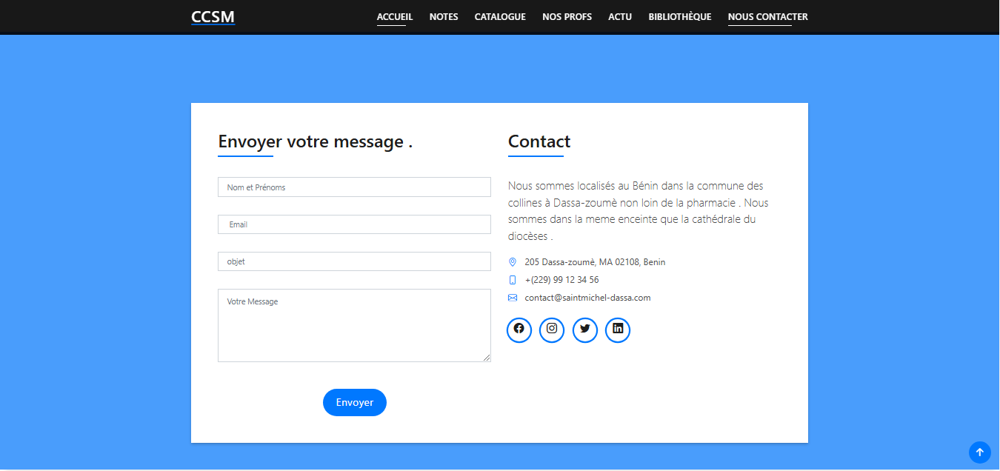 CCSM
ACCUEIL NOTES CATALOGUE NOS PROFS ACTU BIBLIOTHÈQUE NOUS CONTACTER
Envoyer votre message .
Nom et Prénoms
Email
objet
Votre Message
Envoyer
Contact
Nous sommes localisés au Bénin dans la commune des
collines à Dassa-zoumè non loin de la pharmacie . Nous
sommes dans la meme enceinte que la cathédrale du
diocèses .
205 Dassa-zoumè, MA 02108, Benin
+(229) 99 12 34 56
contact@saintmichel-dassa.com